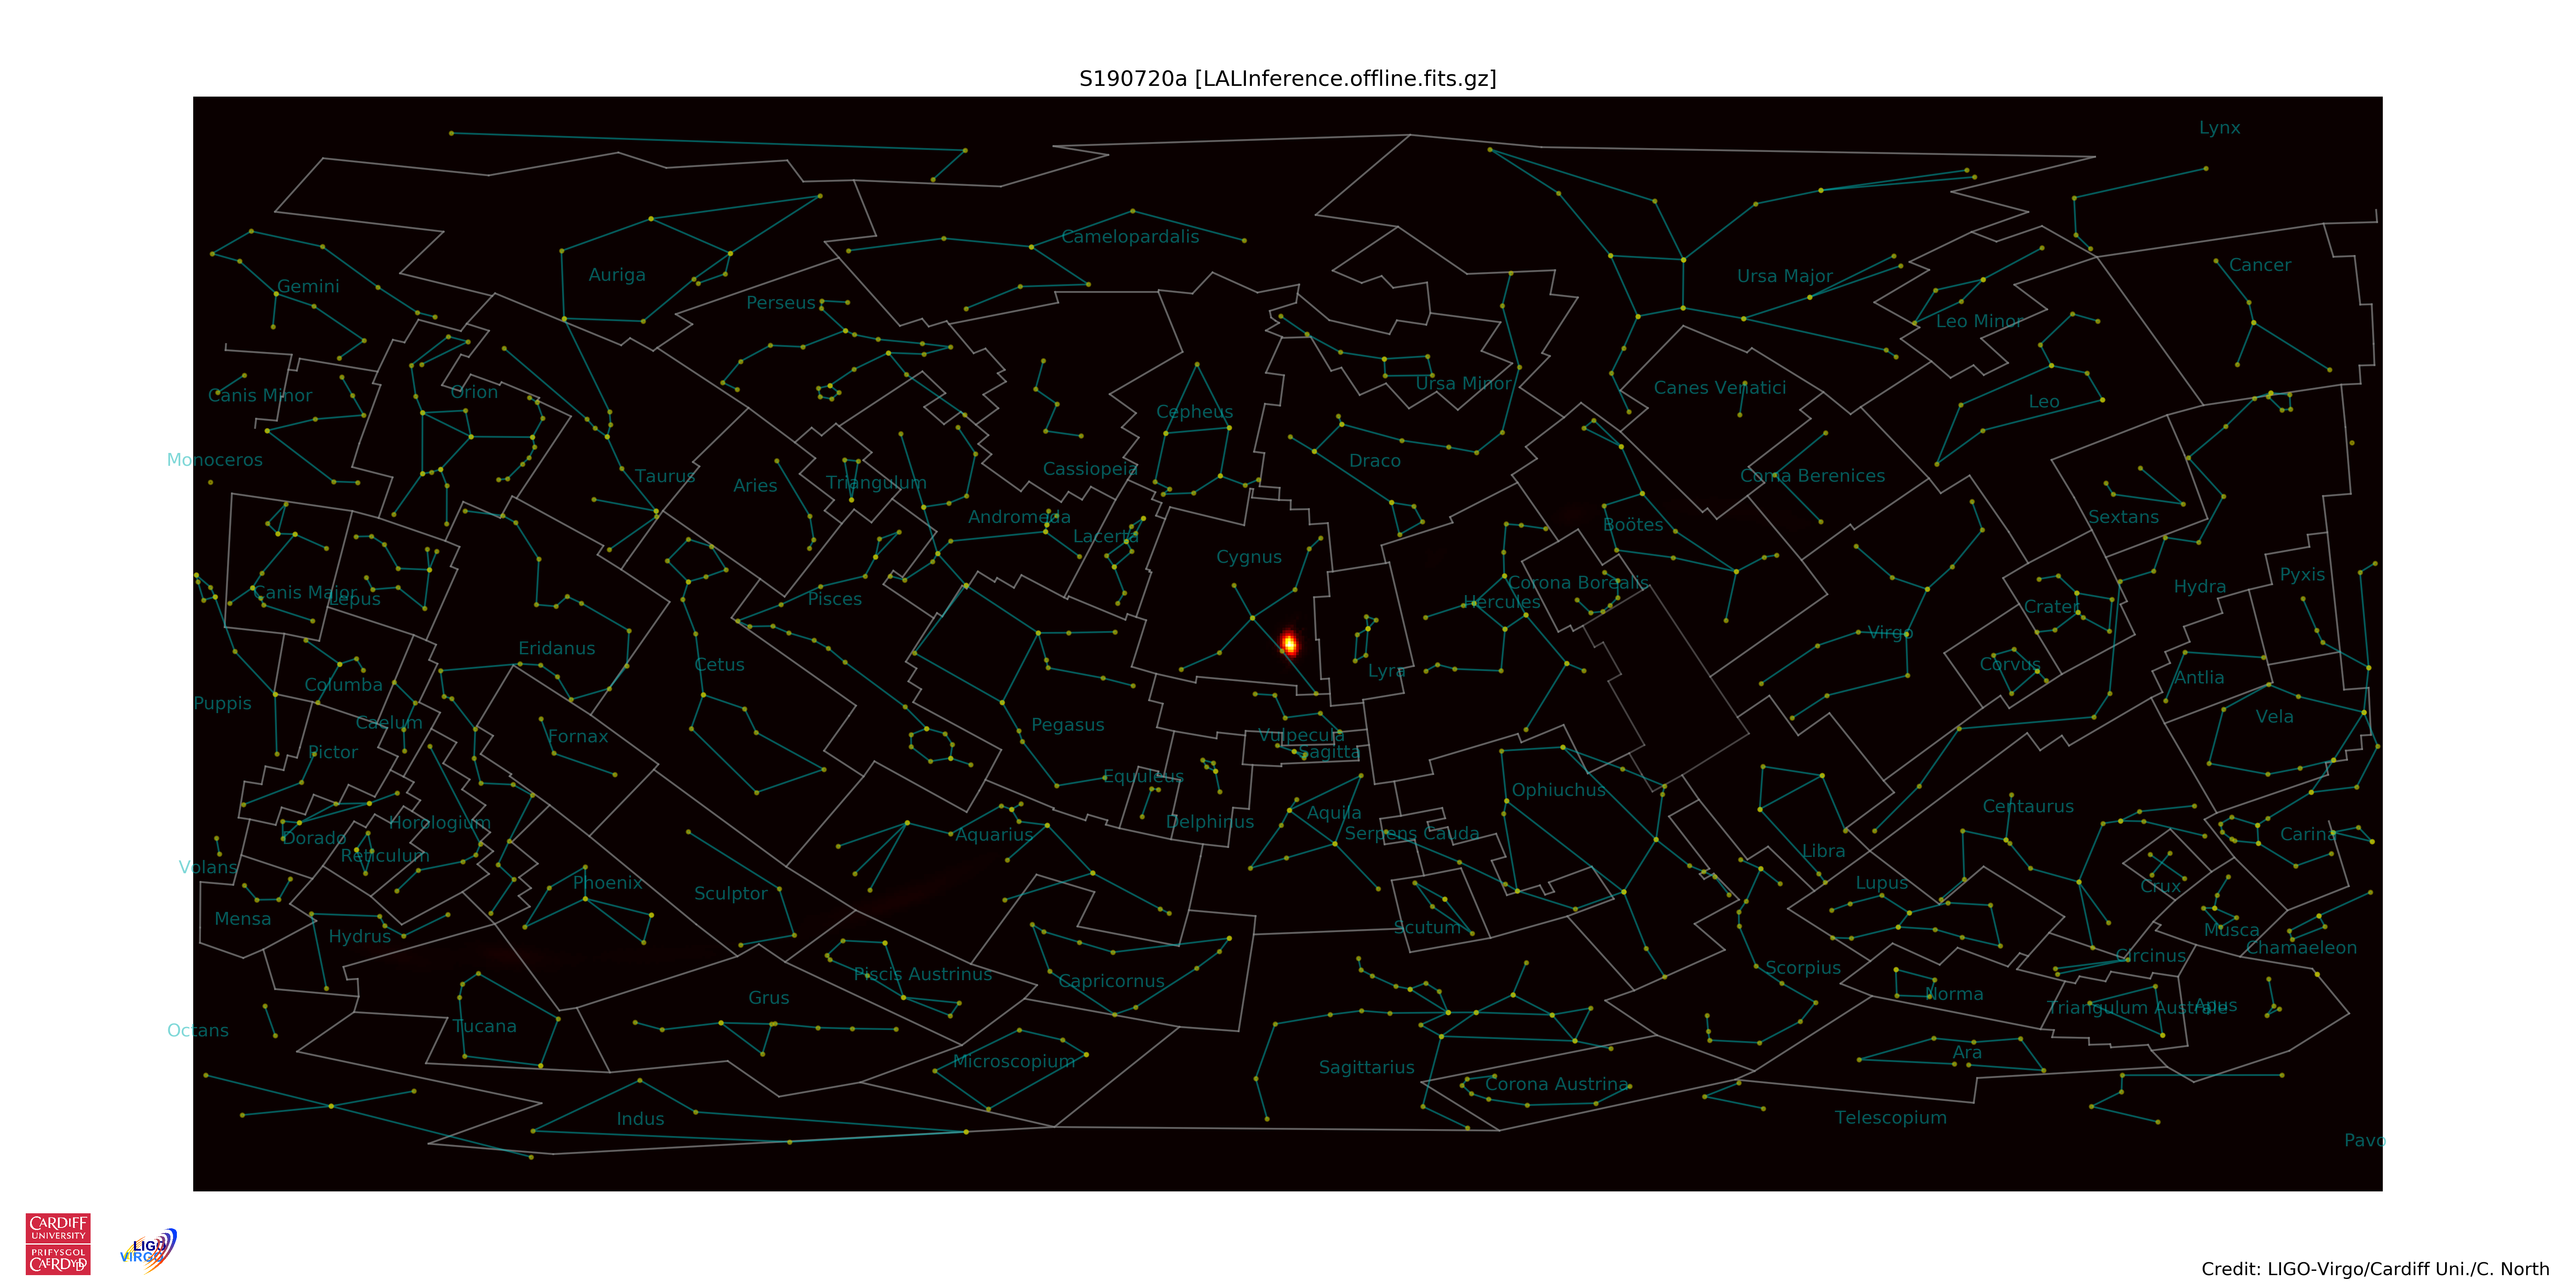 S190720a [LALInference.offline.fits.gz]
Lynx
Camelopardalis
Cancer
Auriga
Ursa Major
Gemini
Perseus
Leo Minor
Ursa Minor
Canes Venatici
Orion
Canis Minor
Leo
Cepheus
Monoceros
Draco
Cassiopeia
Taurus
Coma Berenices
Triangulum
Aries
Andromeda
Sextans
Boötes
Lacerta
Cygnus
Pyxis
Corona Borealis
Hydra
Canis Major
Lepus
Pisces
Hercules
Crater
Virgo
Eridanus
Cetus
Corvus
Lyra
Antlia
Columba
Puppis
Vela
Caelum
Pegasus
Fornax
Vulpecula
Pictor
Sagitta
Equuleus
Ophiuchus
Centaurus
Aquila
Horologium
Delphinus
Serpens Cauda
Aquarius
Carina
Dorado
Libra
Reticulum
Volans
Phoenix
Lupus
Crux
Sculptor
Mensa
Scutum
Musca
Hydrus
Chamaeleon
Circinus
Scorpius
Piscis Austrinus
Capricornus
Norma
Grus
Triangulum Australe
Apus
Tucana
Octans
Ara
Microscopium
Sagittarius
Corona Austrina
Indus
Telescopium
Pavo
CARDIFF
UNIVERSITY
PRIFYSGOL
CAERDYDD
LIGO
VIRGO
Credit: LIGO-Virgo/Cardiff Uni./C. North